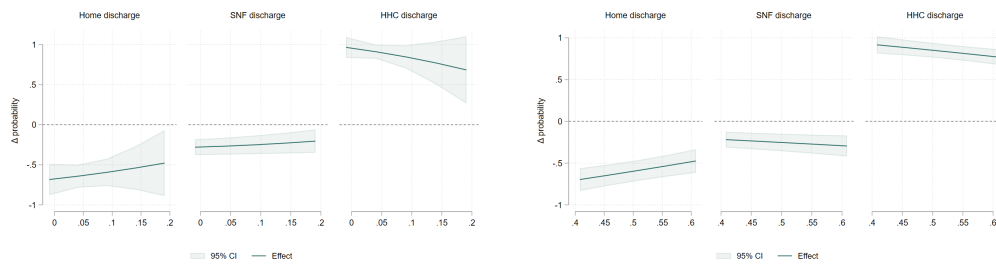 Home discharge SNF discharge HHC discharge
1
.5
0
-.5
-1
Δ probability
0 .05 .1 .15 .2 0 .05 .1 .15 .2 0 .05 .1 .15 .2
95% CI Effect
Home discharge SNF discharge HHC discharge
1
.5
0
-.5
-1
Δ probability
.4 .45 .5 .55 .6 .4 .45 .5 .55 .6 .4 .45 .5 .55 .6
95% CI Effect